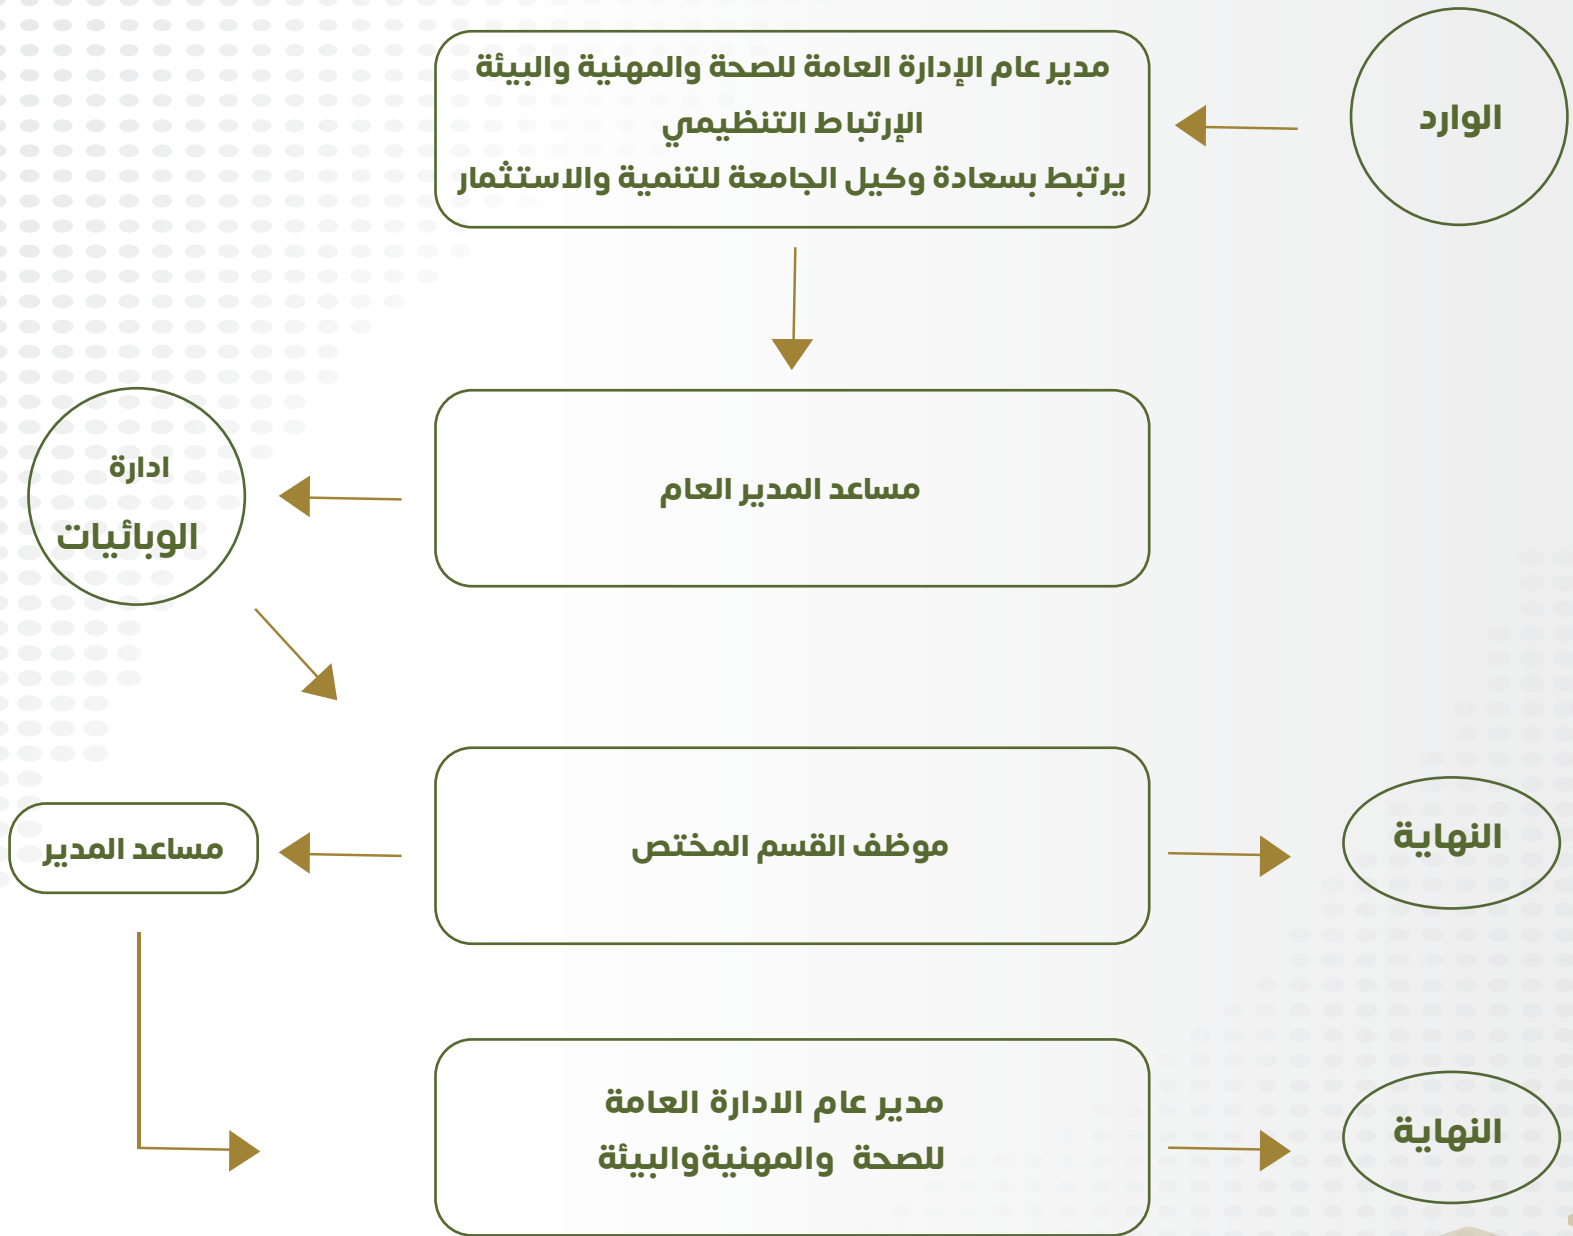 الوارد
مدير عام الإدارة العامة للصحة والمهنية والبيئة
الإرتباط التنظيمي
يرتبط بسعادة وكيل الجامعة للتنمية والاستثمار
مساعد المدير العام
ادارة
الوبائيات
النهاية
موظف القسم المختص
مساعد المدير
مدير عام الادارة العامة
للصحة والمهنيةوالبيئة
النهاية